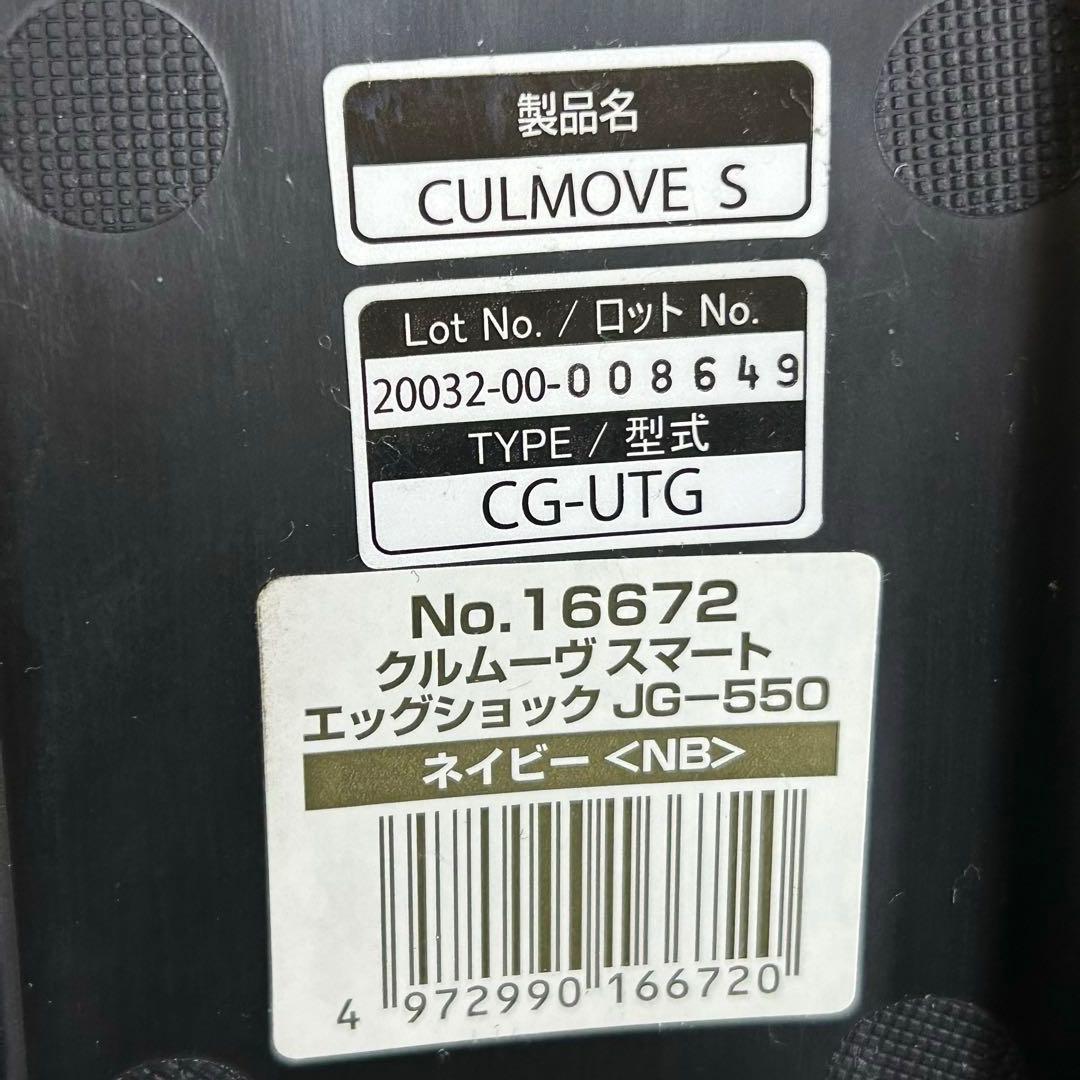 製品名
CULMOVE S
Lot No. / ロット No.
20032-00-008649
TYPE / 型式
CG-UTG
No.16672
クルムーヴ スマート
エッグショック JG-550
ネイビー <NB>
4 972990 166720